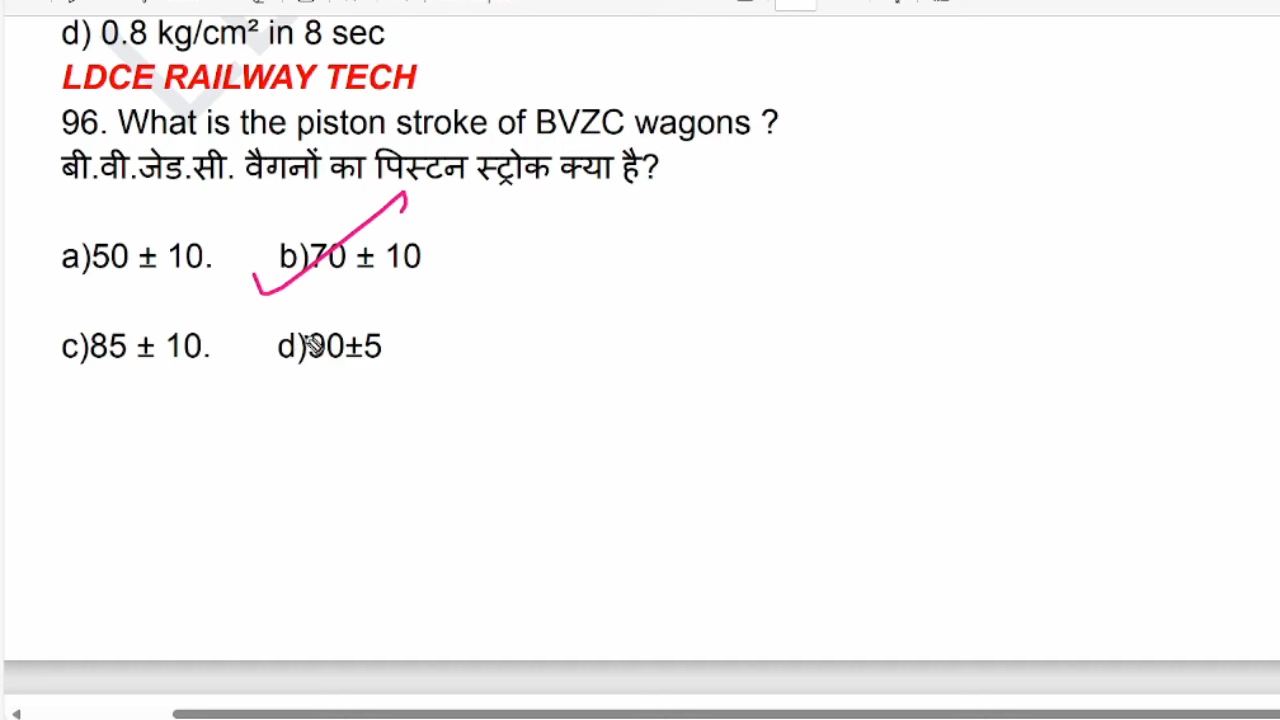 d) 0.8 kg/cm² in 8 sec
LDCE RAILWAY TECH
96. What is the piston stroke of BVZC wagons ?
बी.वी.जेड.सी. वैगनों का पिस्टन स्ट्रोक क्या है?
a)50 ± 10. b)70 ± 10
c)85 ± 10. d)90±5